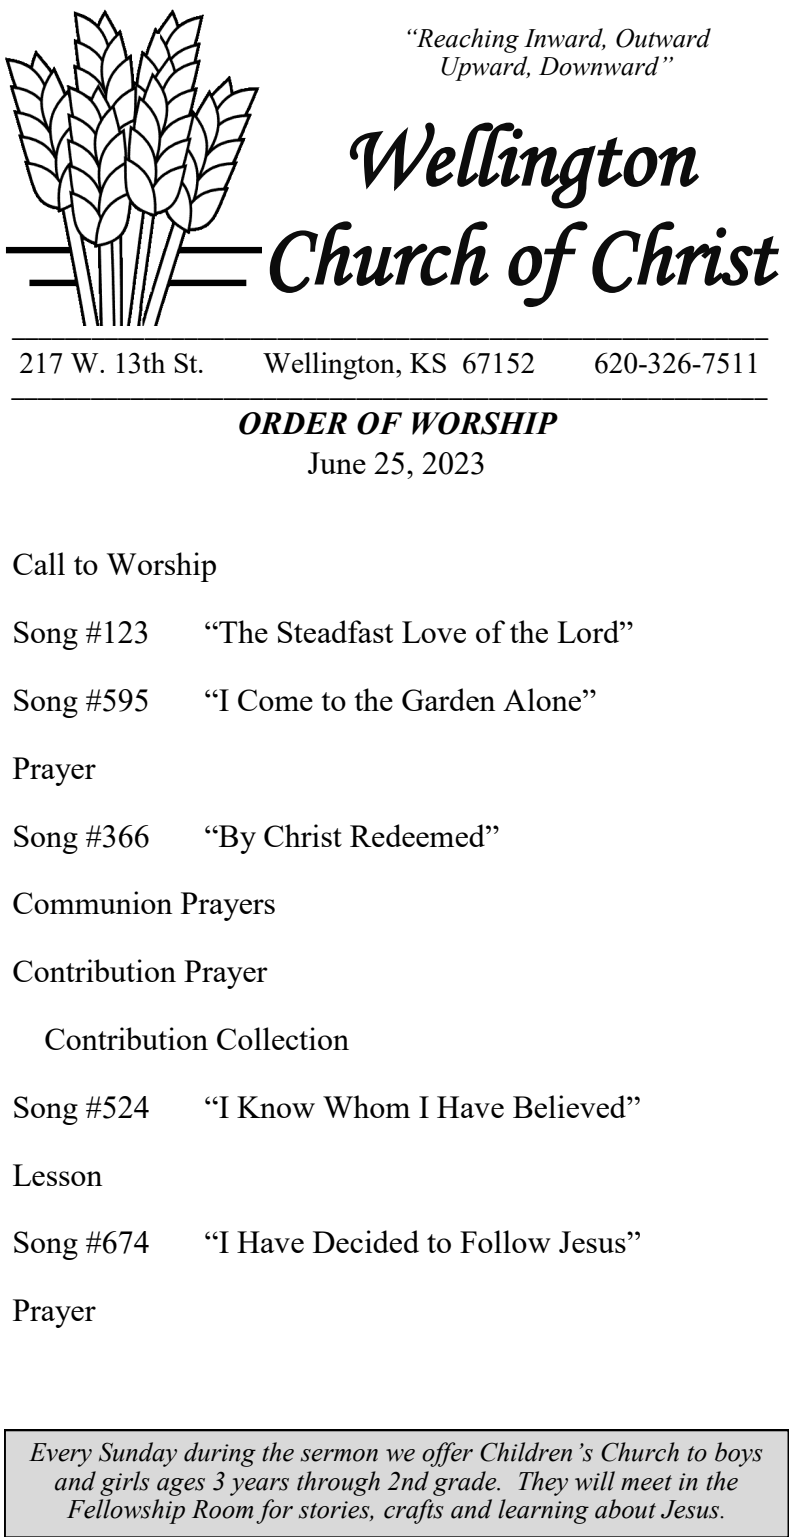 “Reaching Inward, Outward
Upward, Downward”
Wellington
Church of Christ
217 W. 13th St. Wellington, KS 67152 620-326-7511
ORDER OF WORSHIP
June 25, 2023
Call to Worship
Song #123 “The Steadfast Love of the Lord”
Song #595 “I Come to the Garden Alone”
Prayer
Song #366 “By Christ Redeemed”
Communion Prayers
Contribution Prayer
Contribution Collection
Song #524 “I Know Whom I Have Believed”
Lesson
Song #674 “I Have Decided to Follow Jesus”
Prayer
Every Sunday during the sermon we offer Children’s Church to boys
and girls ages 3 years through 2nd grade. They will meet in the
Fellowship Room for stories, crafts and learning about Jesus.